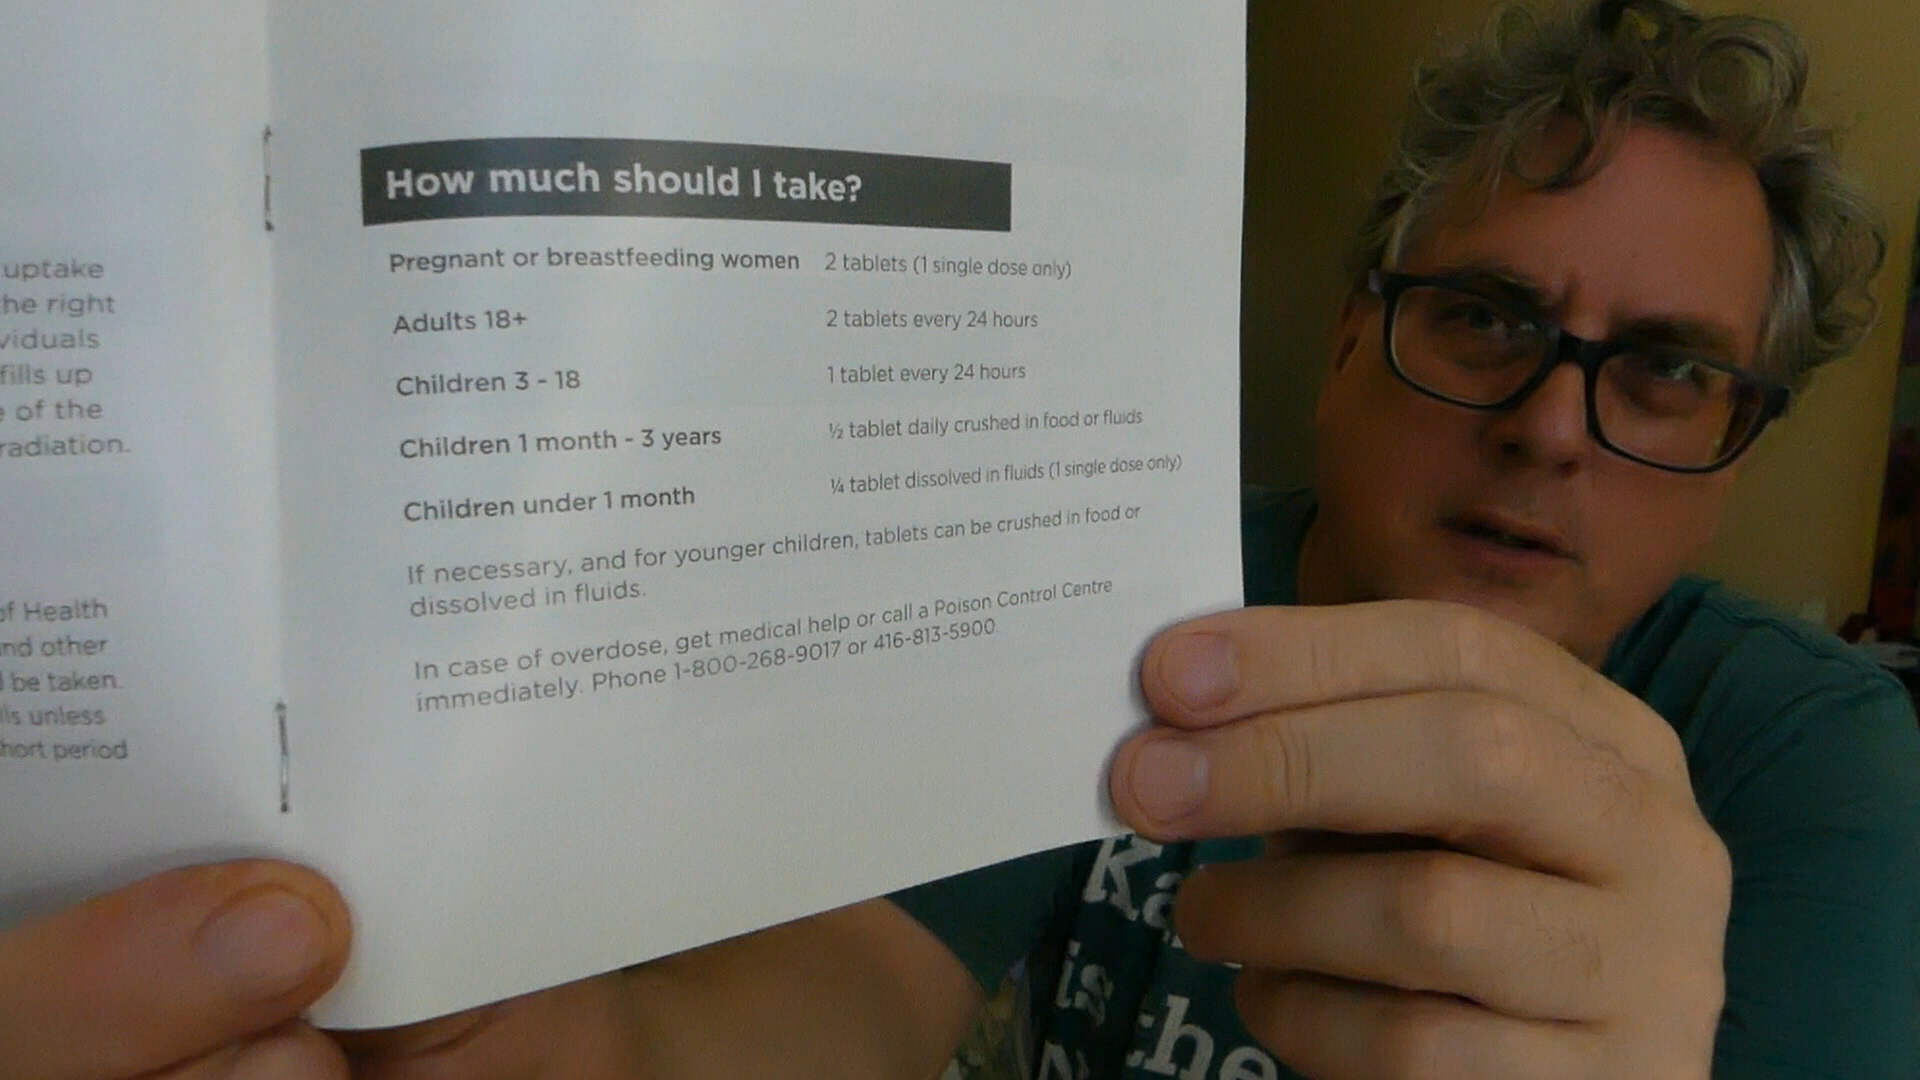 uptake
he right
viduals
fills up
e of the
radiation.
of Health
nd other
be taken.
lls unless
hort period
How much should I take?
Pregnant or breastfeeding women 2 tablets (1 single dose only)
Adults 18+ 2 tablets every 24 hours
Children 3 - 18 1 tablet every 24 hours
Children 1 month - 3 years ½ tablet daily crushed in food or fluids
Children under 1 month ¼ tablet dissolved in fluids (1 single dose only)
If necessary, and for younger children, tablets can be crushed in food or
dissolved in fluids.
In case of overdose, get medical help or call a Poison Control Centre
immediately. Phone 1-800-268-9017 or 416-813-5900.
Ka
is
the
N